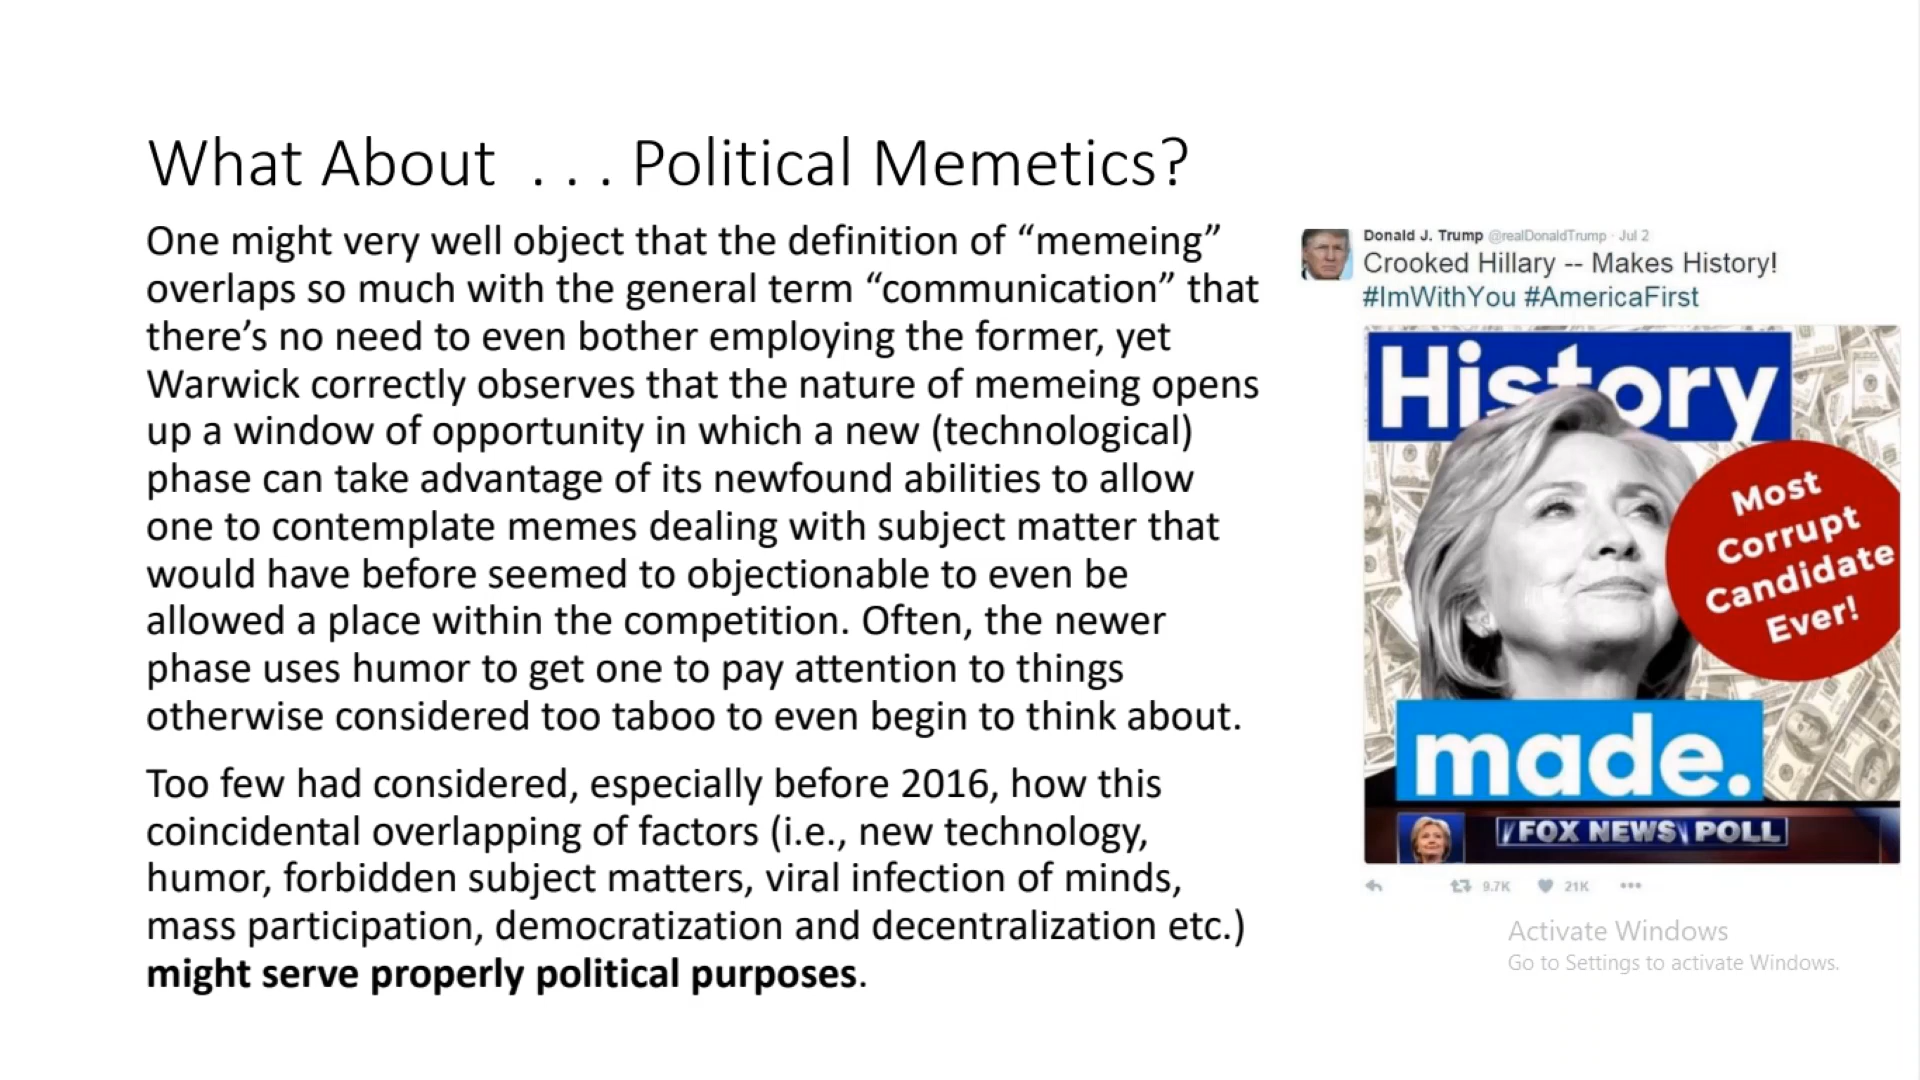 What About . . . Political Memetics?
One might very well object that the definition of “memeing”
overlaps so much with the general term “communication” that
there’s no need to even bother employing the former, yet
Warwick correctly observes that the nature of memeing opens
up a window of opportunity in which a new (technological)
phase can take advantage of its newfound abilities to allow
one to contemplate memes dealing with subject matter that
would have before seemed to objectionable to even be
allowed a place within the competition. Often, the newer
phase uses humor to get one to pay attention to things
otherwise considered too taboo to even begin to think about.
Too few had considered, especially before 2016, how this
coincidental overlapping of factors (i.e., new technology,
humor, forbidden subject matters, viral infection of minds,
mass participation, democratization and decentralization etc.)
might serve properly political purposes.
Donald J. Trump @realDonaldTrump · Jul 2
Crooked Hillary -- Makes History!
#ImWithYou #AmericaFirst
History
Most
Corrupt
Candidate
Ever!
made.
FOX NEWS POLL
9.7K 21K
Activate Windows
Go to Settings to activate Windows.